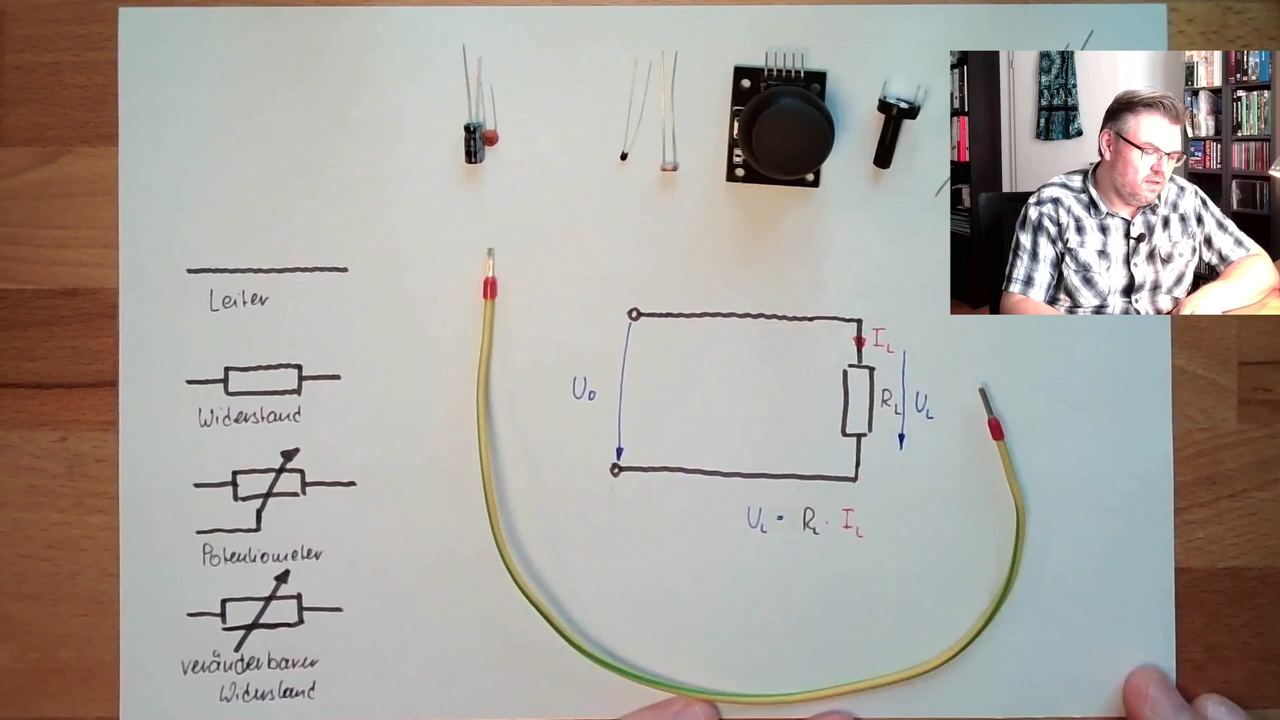 Leiter
Widerstand
Potentiometer
veränderbarer
Widerstand
U0
IL
RL
UL
UL = RL · IL